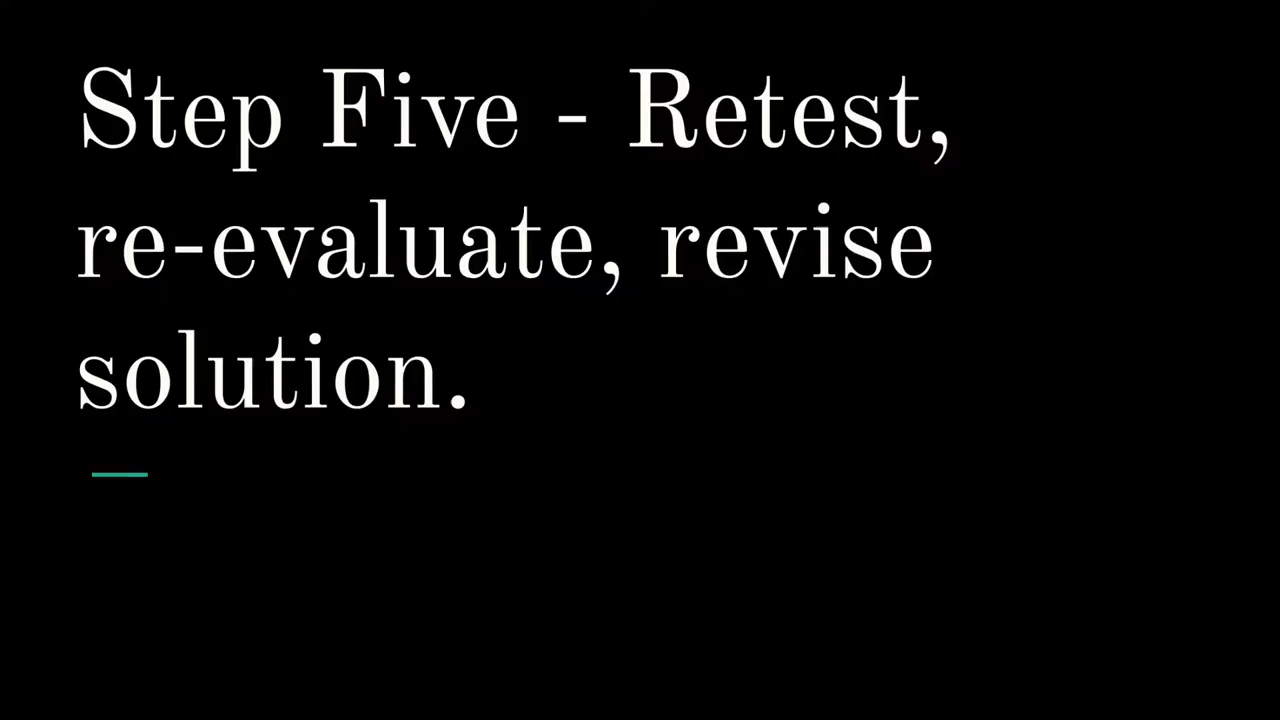 Step Five - Retest,
re-evaluate, revise
solution.